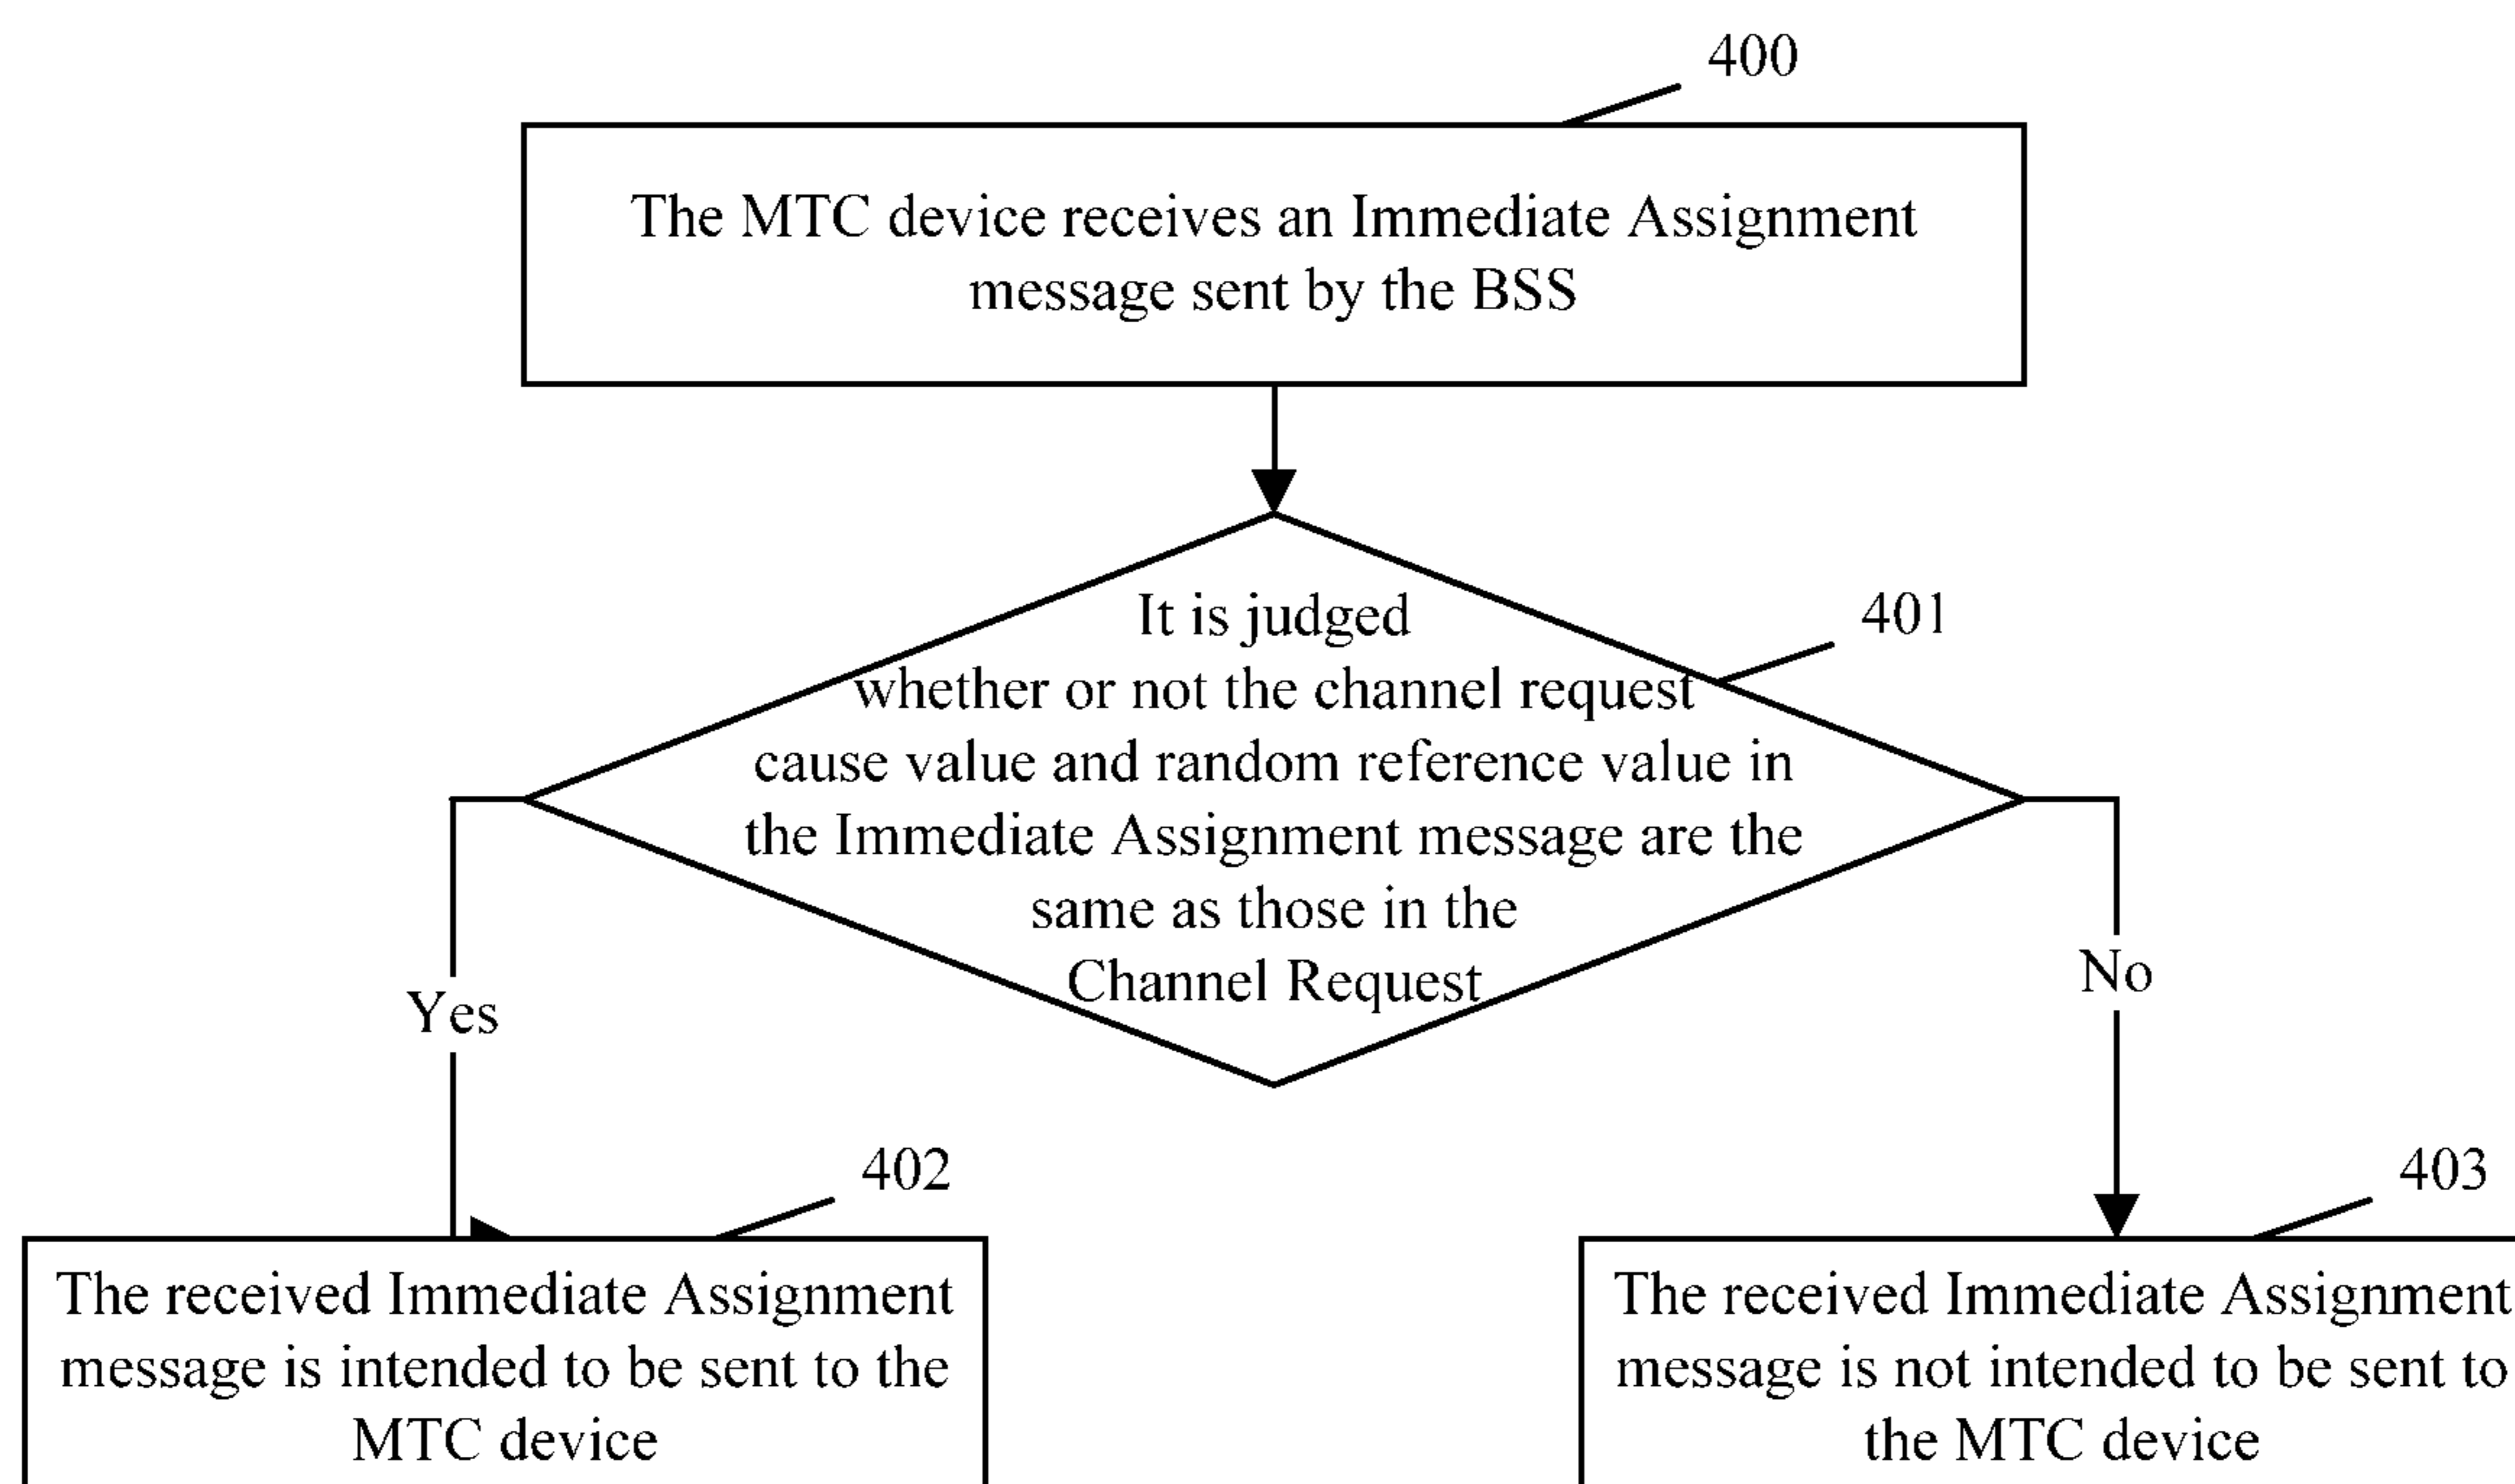 400
The MTC device receives an Immediate Assignment
message sent by the BSS
It is judged
whether or not the channel request
cause value and random reference value in
the Immediate Assignment message are the
same as those in the
Channel Request
401
Yes
No
402
The received Immediate Assignment
message is intended to be sent to the
MTC device
403
The received Immediate Assignment
message is not intended to be sent to
the MTC device